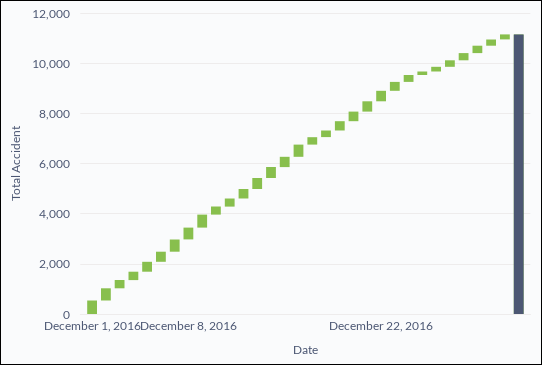 12,000
10,000
8,000
6,000
4,000
2,000
0
Total Accident
December 1, 2016
December 8, 2016
December 22, 2016
Date